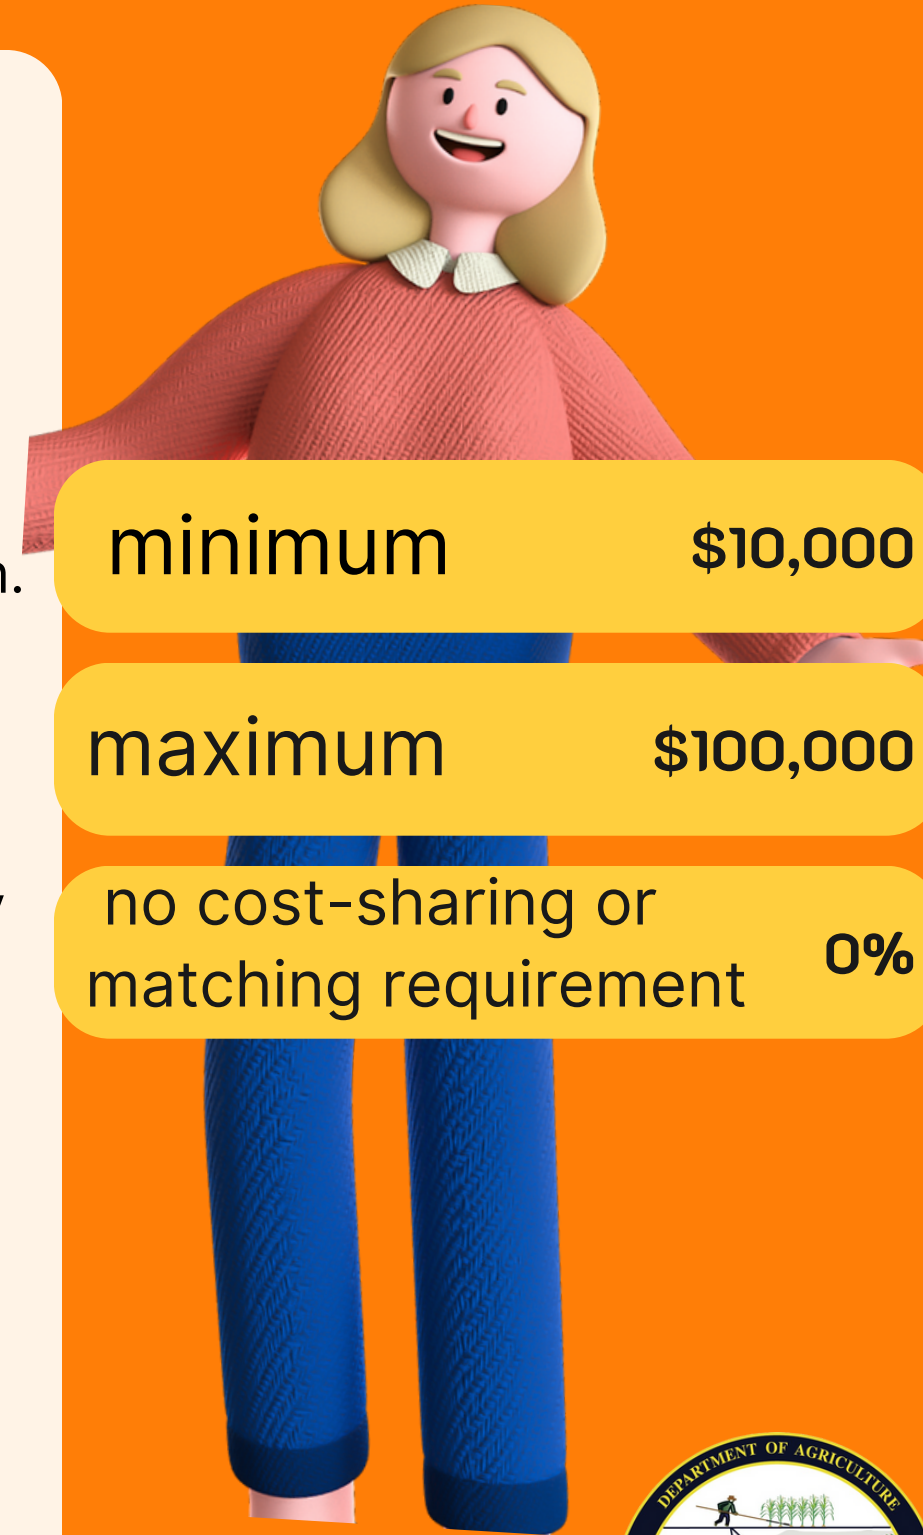 minimum $10,000
n.
maximum $100,000
no cost-sharing or
matching requirement 0%
DEPARTMENT OF AGRICULTURE